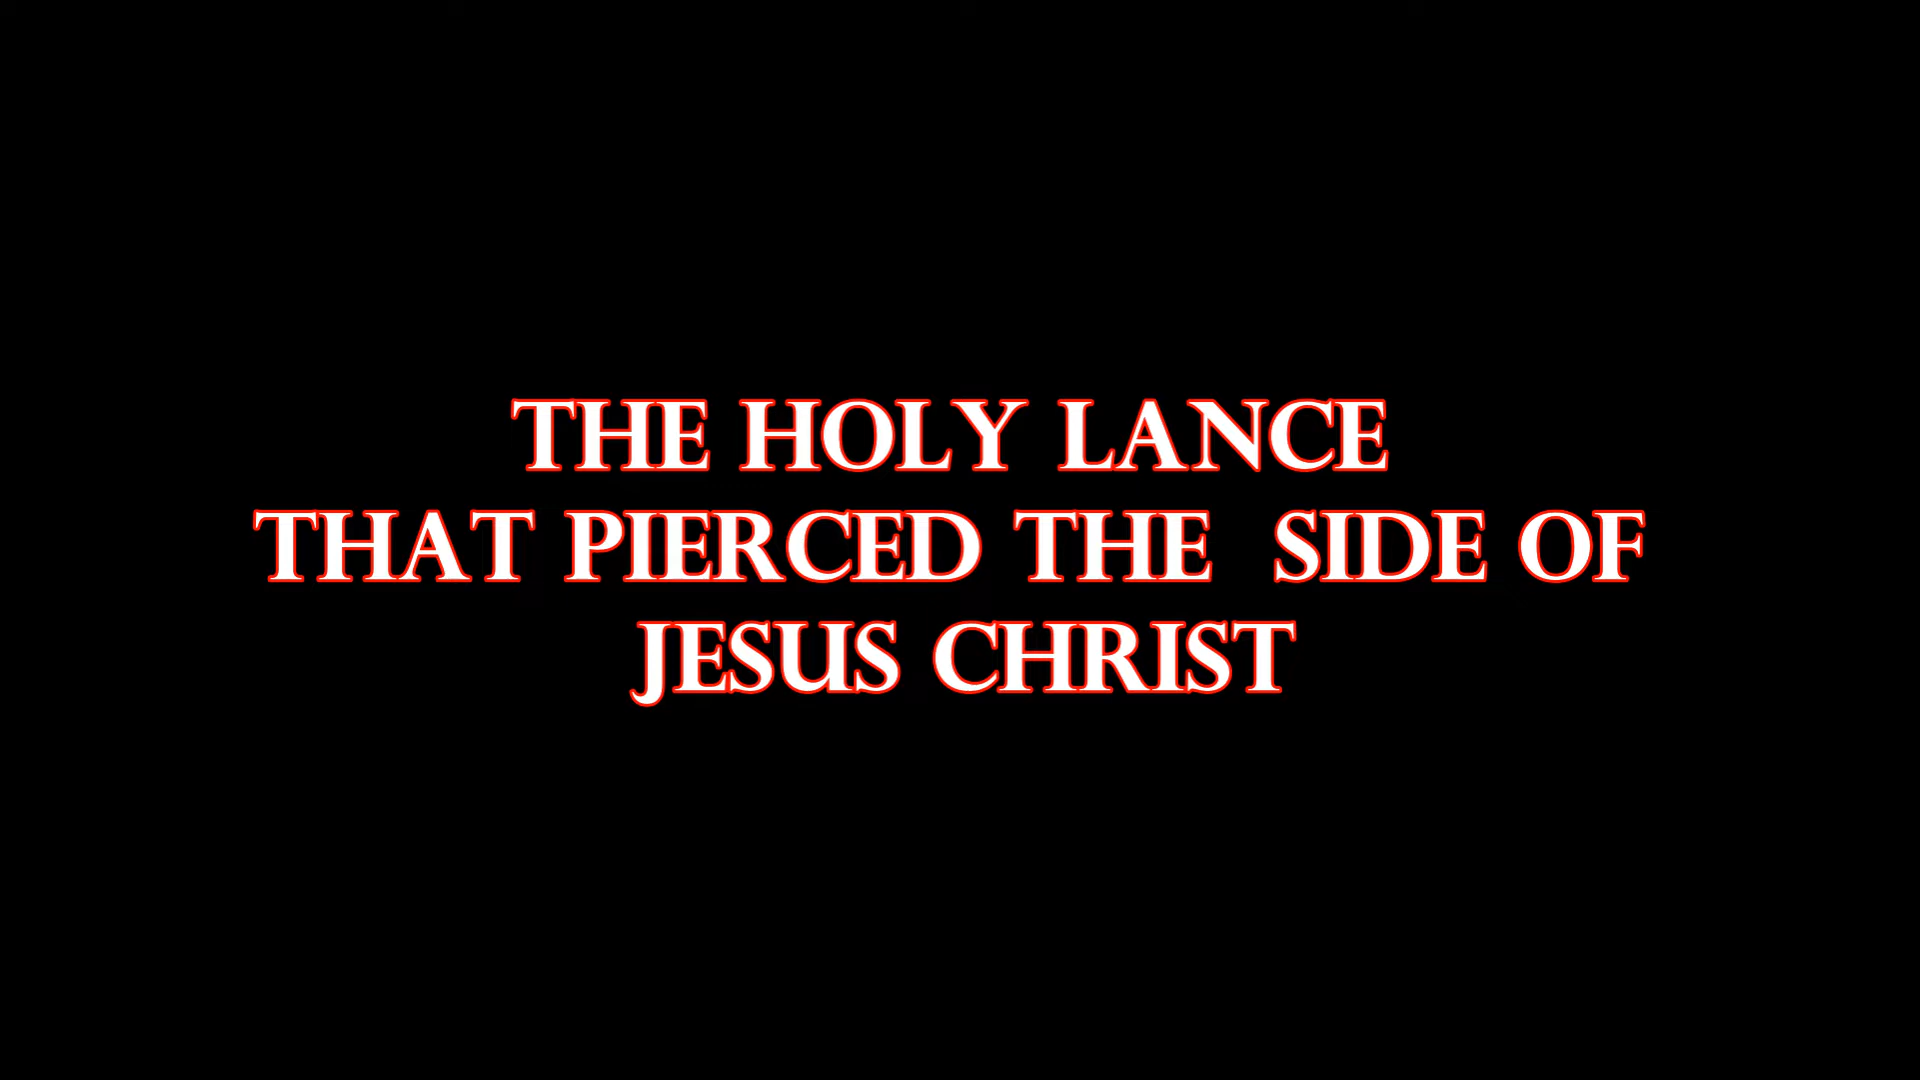 THE HOLY LANCE
THAT PIERCED THE  SIDE OF
JESUS CHRIST